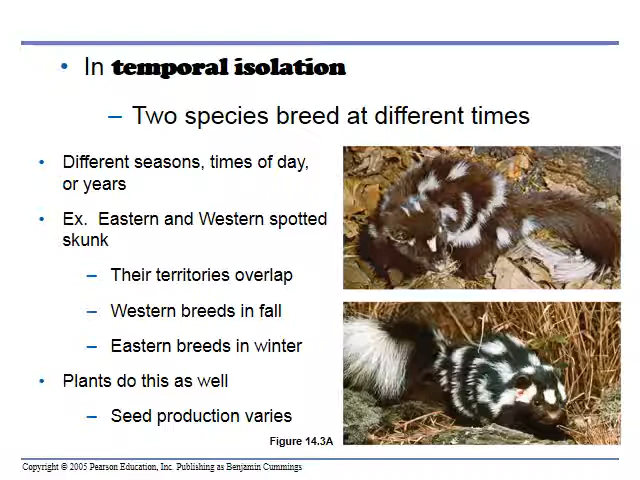 • In temporal isolation
– Two species breed at different times
• Different seasons, times of day,
or years
• Ex. Eastern and Western spotted
skunk
– Their territories overlap
– Western breeds in fall
– Eastern breeds in winter
• Plants do this as well
– Seed production varies
Figure 14.3A
Copyright © 2005 Pearson Education, Inc. Publishing as Benjamin Cummings